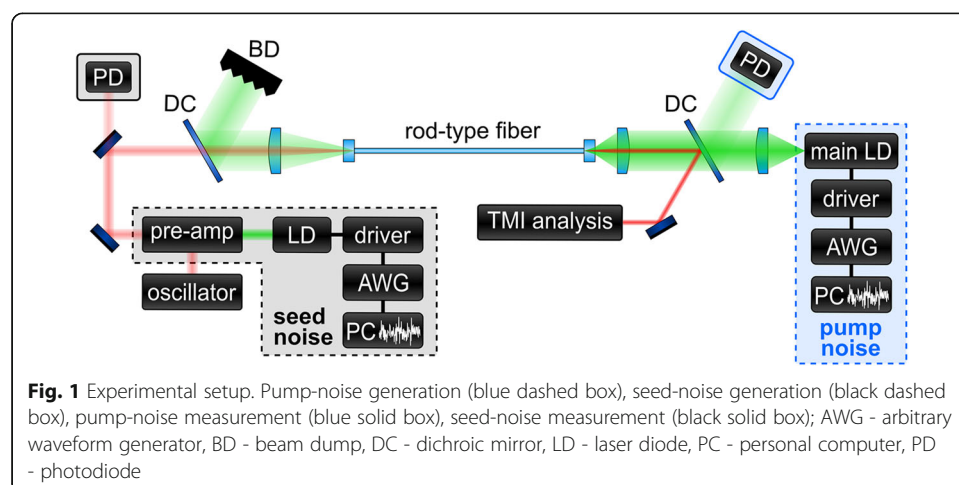 BD
PD
PD
DC
DC
rod-type fiber
main LD
driver
AWG
PC
pump
noise
TMI analysis
pre-amp
LD
driver
oscillator
AWG
seed
noise
PC
Fig. 1 Experimental setup. Pump-noise generation (blue dashed box), seed-noise generation (black dashed
box), pump-noise measurement (blue solid box), seed-noise measurement (black solid box); AWG - arbitrary
waveform generator, BD - beam dump, DC - dichroic mirror, LD - laser diode, PC - personal computer, PD
- photodiode